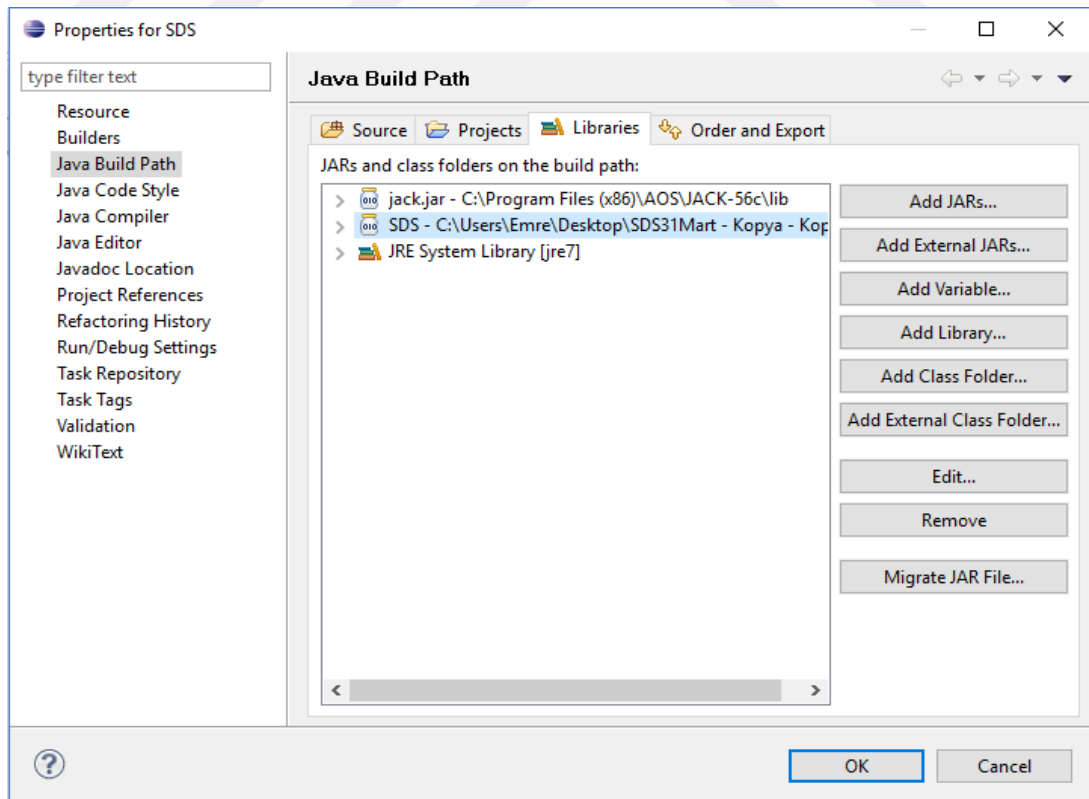 Properties for SDS
type filter text
Resource
Builders
Java Build Path
Java Code Style
Java Compiler
Java Editor
Javadoc Location
Project References
Refactoring History
Run/Debug Settings
Task Repository
Task Tags
Validation
WikiText
Java Build Path
Source Projects Libraries Order and Export
JARs and class folders on the build path:
jack.jar - C:\Program Files (x86)\AOS\JACK-56c\lib
SDS - C:\Users\Emre\Desktop\SDS31Mart - Kopya - Kop
JRE System Library [jre7]
Add JARs...
Add External JARs...
Add Variable...
Add Library...
Add Class Folder...
Add External Class Folder...
Edit...
Remove
Migrate JAR File...
OK Cancel